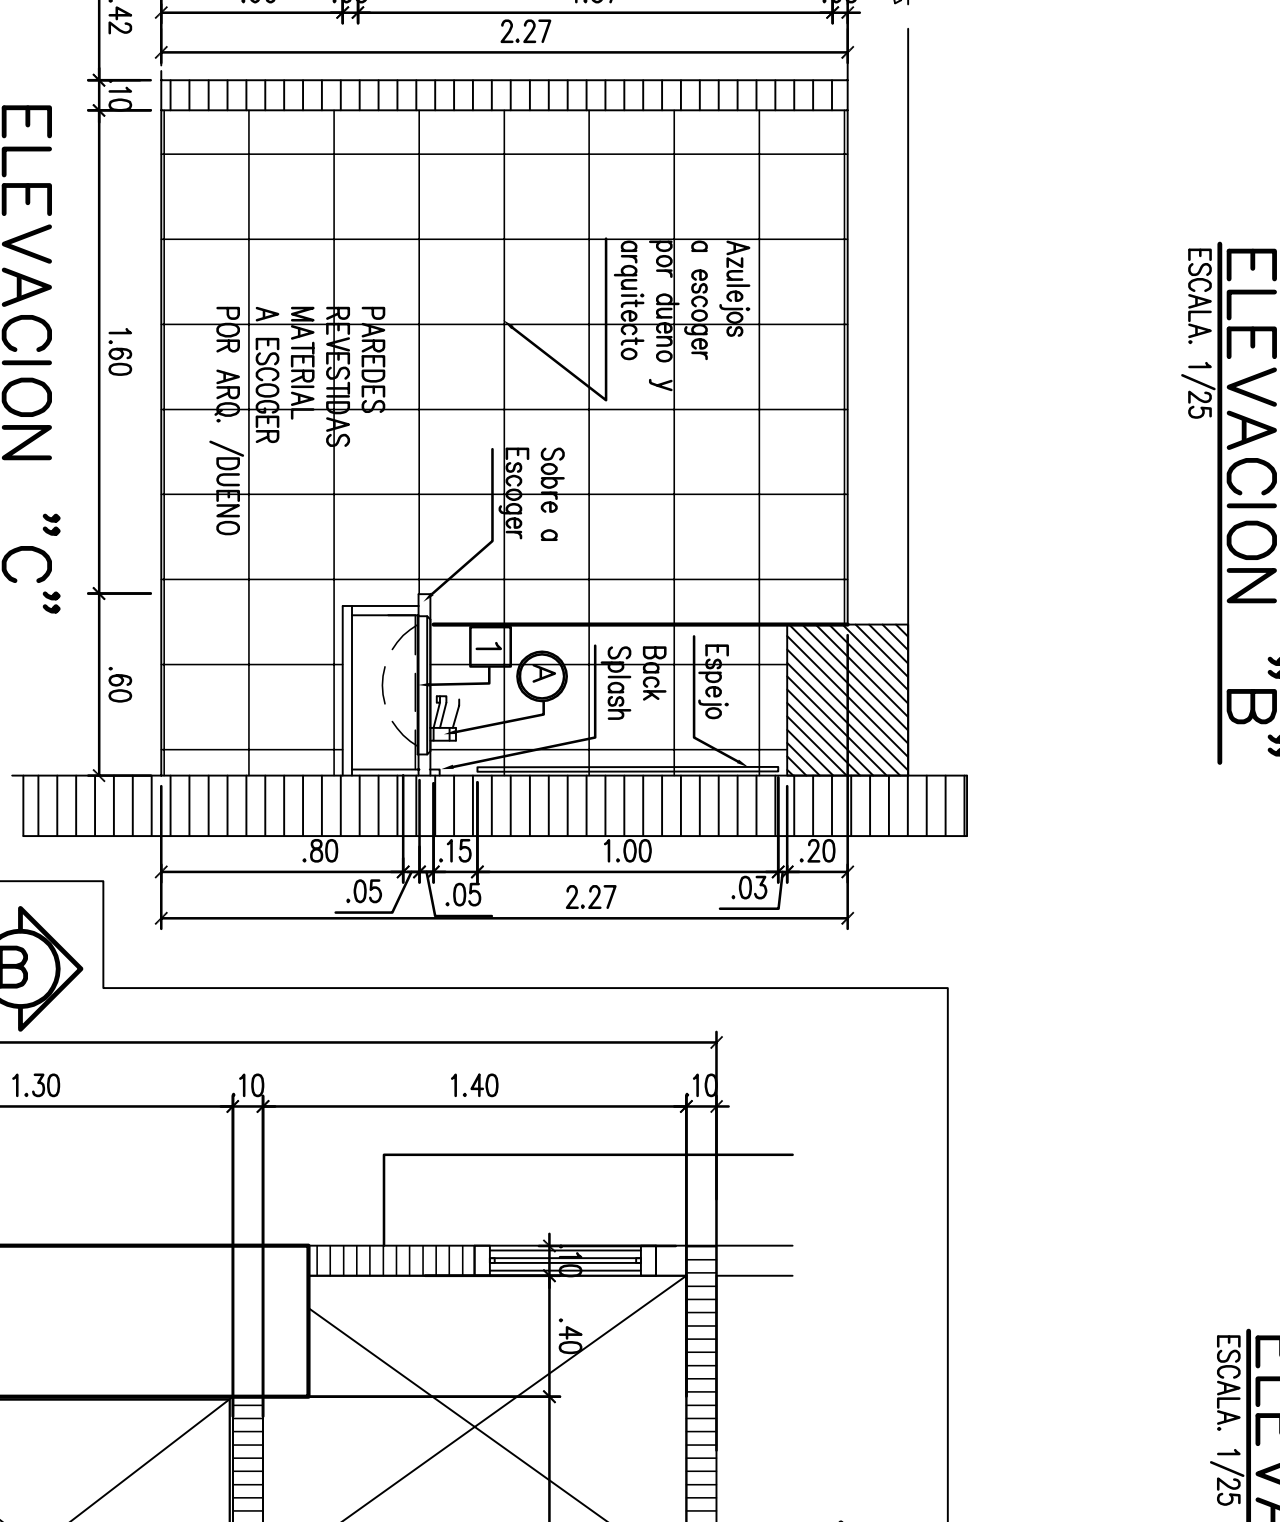 2.27
.42
.10
1.60
.60
ELEVACION "C"
ELEVACION "B"
ESCALA. 1/25
Azulejos
a escoger
por dueno y
arquitecto
PAREDES
REVESTIDAS
MATERIAL
A ESCOGER
POR ARQ. /DUENO
Sobre a
Escoger
1
A
Back
Splash
Espejo
.80
.15
1.00
.20
.05
.05
2.27
.03
B
1.30
.10
1.40
.10
.10
.40
ESCALA. 1/25